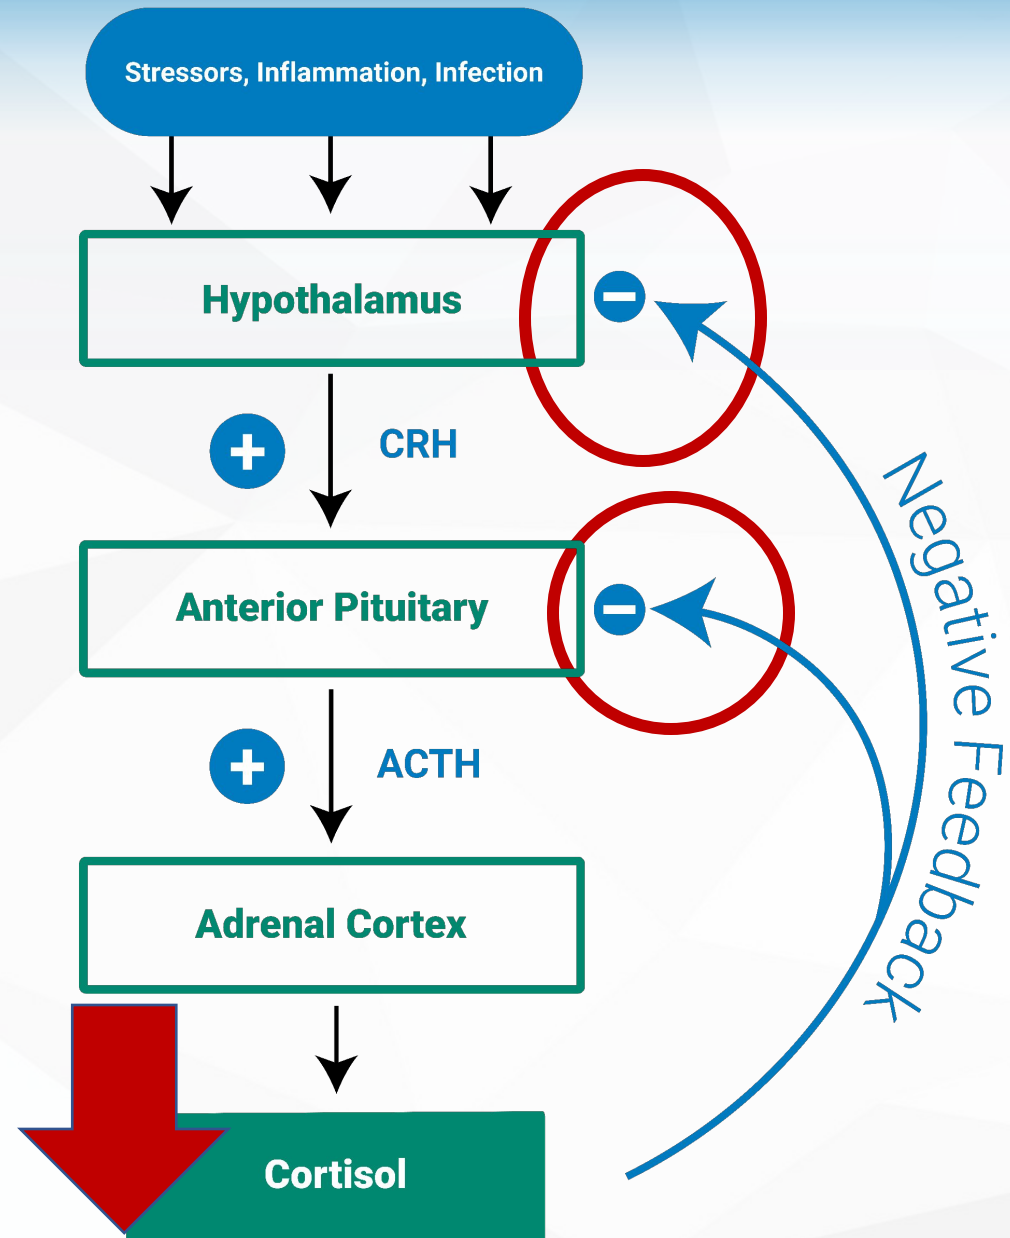 Stressors, Inflammation, Infection
Hypothalamus
CRH
Anterior Pituitary
ACTH
Adrenal Cortex
Cortisol
Negative Feedback